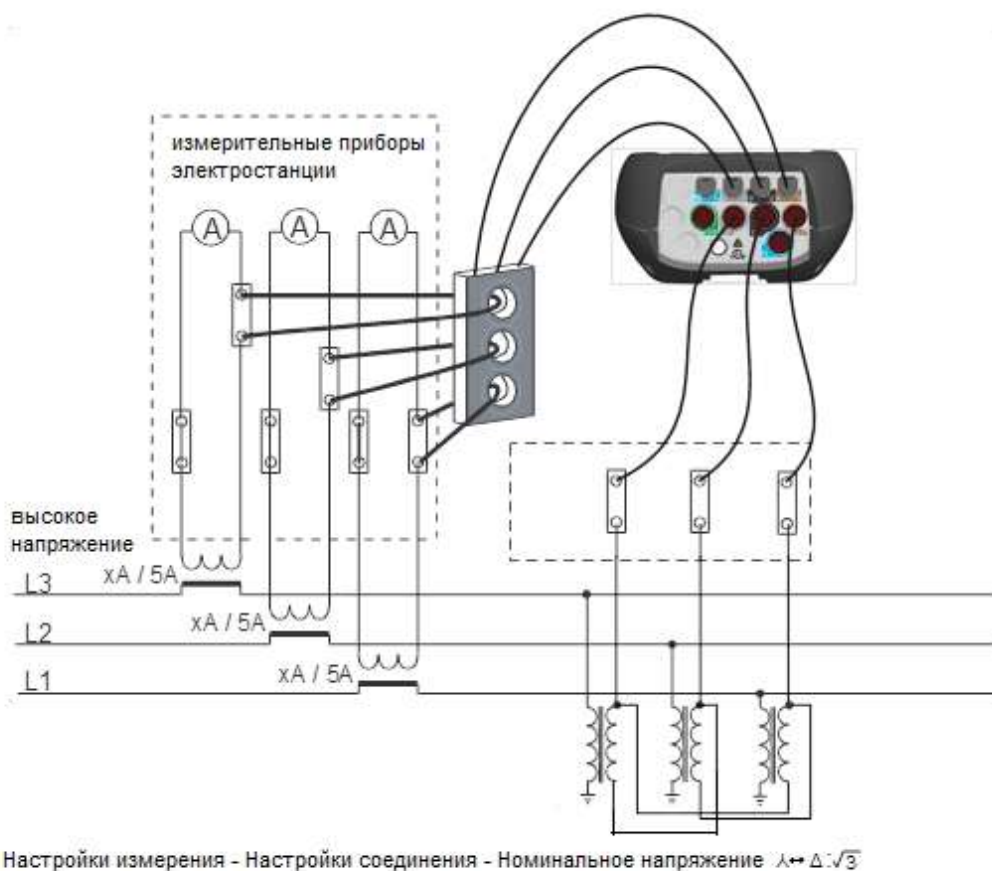 измерительные приборы
электростанции
A
A
A
высокое
напряжение
L3
xA / 5A
L2
xA / 5A
L1
xA / 5A
Настройки измерения - Настройки соединения - Номинальное напряжение ⅄↔ Δ:√3